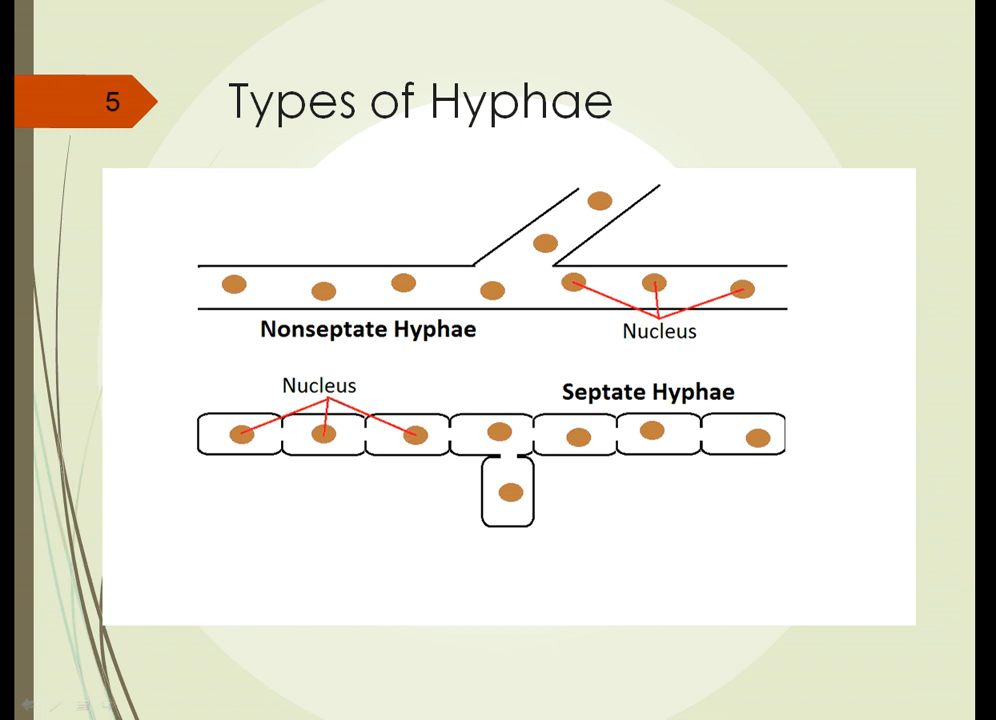 5
Types of Hyphae
Nonseptate Hyphae
Nucleus
Nucleus
Septate Hyphae